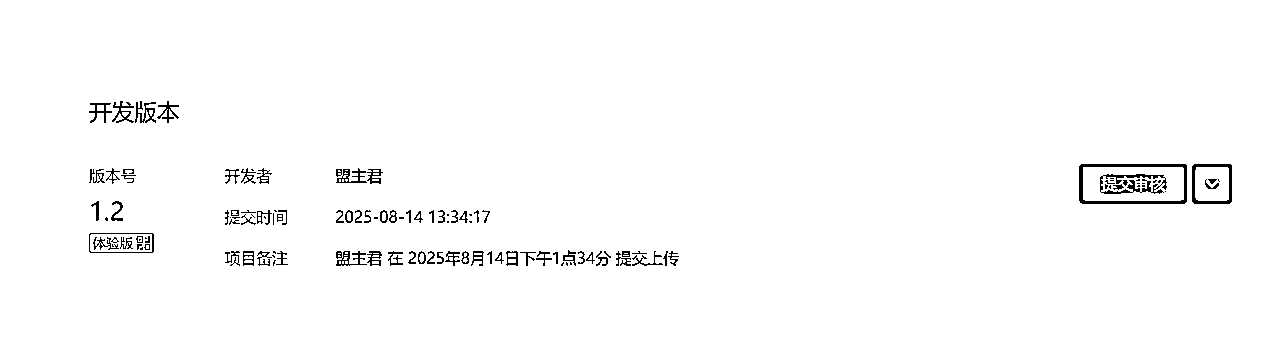 开发版本
版本号 开发者 盟主君 提交审核
1.2 提交时间 2025-08-14 13:34:17
体验版
项目备注 盟主君 在 2025年8月14日下午1点34分 提交上传